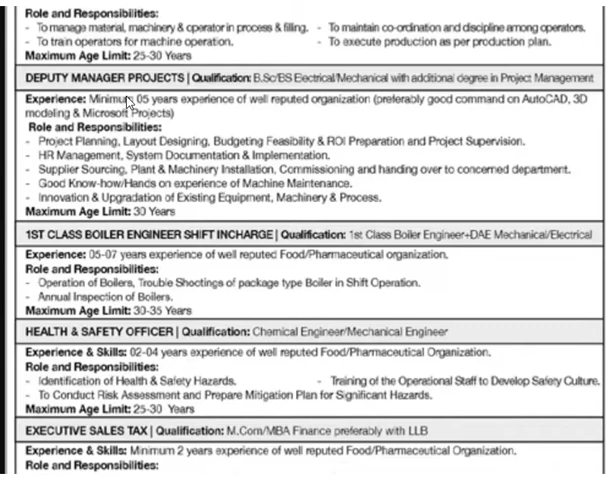 Role and Responsibilities:
- To manage material, machinery & operator in process & filling. - To maintain co-ordination and discipline among operators.
- To train operators for machine operation. - To execute production as per production plan.
Maximum Age Limit: 25-30 Years
DEPUTY MANAGER PROJECTS | Qualification: B.Sc/BS Electrical/Mechanical with additional degree in Project Management
Experience: Minimum 05 years experience of well reputed organization (preferably good command on AutoCAD, 3D
modeling & Microsoft Projects)
Role and Responsibilities:
- Project Planning, Layout Designing, Budgeting Feasibility & ROI Preparation and Project Supervision.
- HR Management, System Documentation & Implementation.
- Supplier Sourcing, Plant & Machinery Installation, Commissioning and handing over to concerned department.
- Good Know-how/Hands on experience of Machine Maintenance.
- Innovation & Upgradation of Existing Equipment, Machinery & Process.
Maximum Age Limit: 30 Years
1ST CLASS BOILER ENGINEER SHIFT INCHARGE | Qualification: 1st Class Boiler Engineer+DAE Mechanical/Electrical
Experience: 05-07 years experience of well reputed Food/Pharmaceutical organization.
Role and Responsibilities:
- Operation of Boilers, Trouble Shootings of package type Boiler in Shift Operation.
- Annual Inspection of Boilers.
Maximum Age Limit: 30-35 Years
HEALTH & SAFETY OFFICER | Qualification: Chemical Engineer/Mechanical Engineer
Experience & Skills: 02-04 years experience of well reputed Food/Pharmaceutical Organization.
Role and Responsibilities:
- Identification of Health & Safety Hazards. - Training of the Operational Staff to Develop Safety Culture.
- To Conduct Risk Assessment and Prepare Mitigation Plan for Significant Hazards.
Maximum Age Limit: 25-30 Years
EXECUTIVE SALES TAX | Qualification: M.Com/MBA Finance preferably with LLB
Experience & Skills: Minimum 2 years experience of well reputed Food/Pharmaceutical Organization.
Role and Responsibilities: